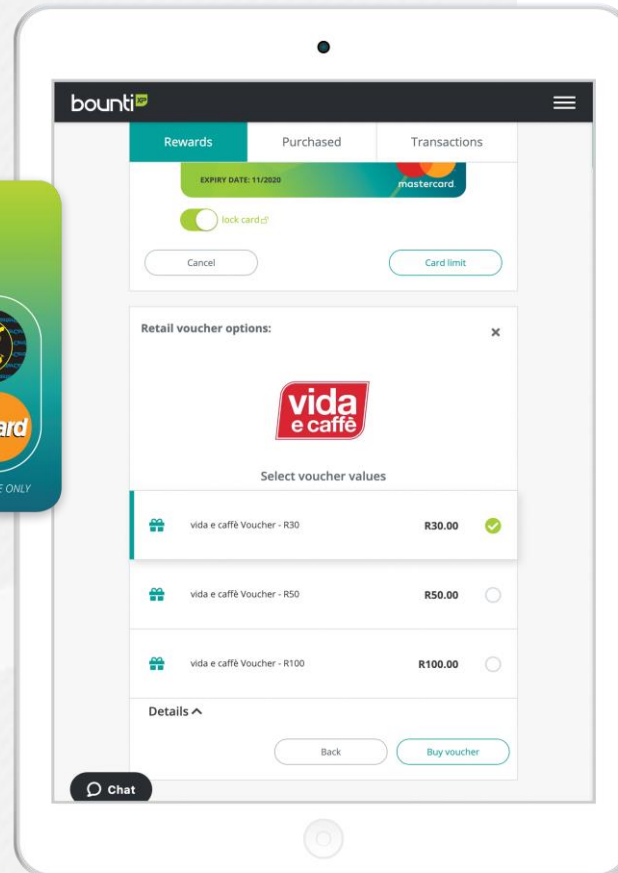 bounti XP
Rewards Purchased Transactions
EXPIRY DATE: 11/2020
mastercard.
lock card
Cancel Card limit
Retail voucher options:
vida
e caffè
Select voucher values
vida e caffè Voucher - R30 R30.00
vida e caffè Voucher - R50 R50.00
vida e caffè Voucher - R100 R100.00
Details
Back Buy voucher
Chat
ONLY